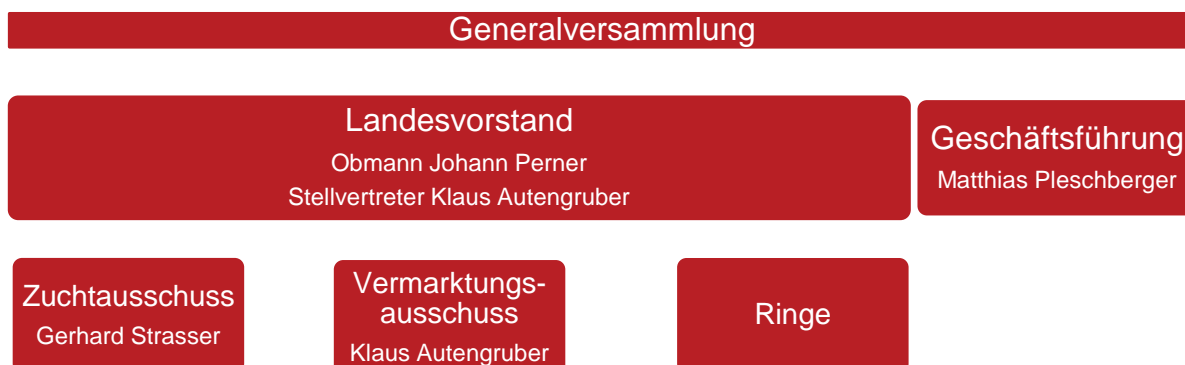 Generalversammlung
Landesvorstand
Obmann Johann Perner
Stellvertreter Klaus Autengruber
Geschäftsführung
Matthias Pleschberger
Zuchtausschuss
Gerhard Strasser
Vermarktungs-
ausschuss
Klaus Autengruber
Ringe